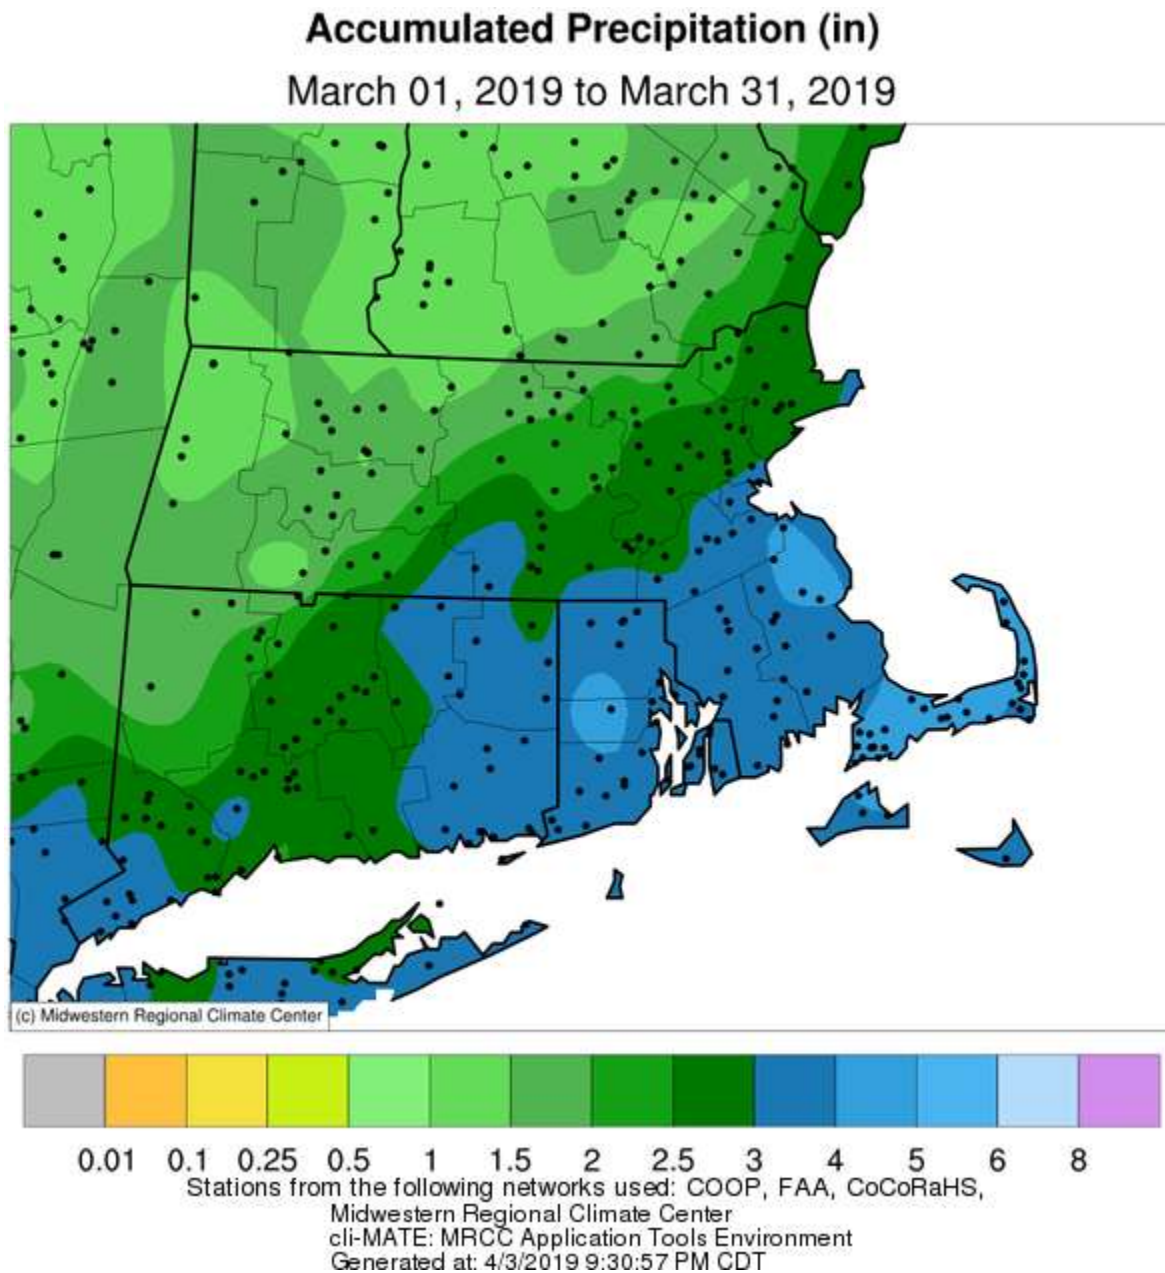 Accumulated Precipitation (in)
March 01, 2019 to March 31, 2019
(c) Midwestern Regional Climate Center
0.01 0.1 0.25 0.5 1 1.5 2 2.5 3 4 5 6 8
Stations from the following networks used: COOP, FAA, CoCoRaHS,
Midwestern Regional Climate Center
cli-MATE: MRCC Application Tools Environment
Generated at: 4/3/2019 9:30:57 PM CDT